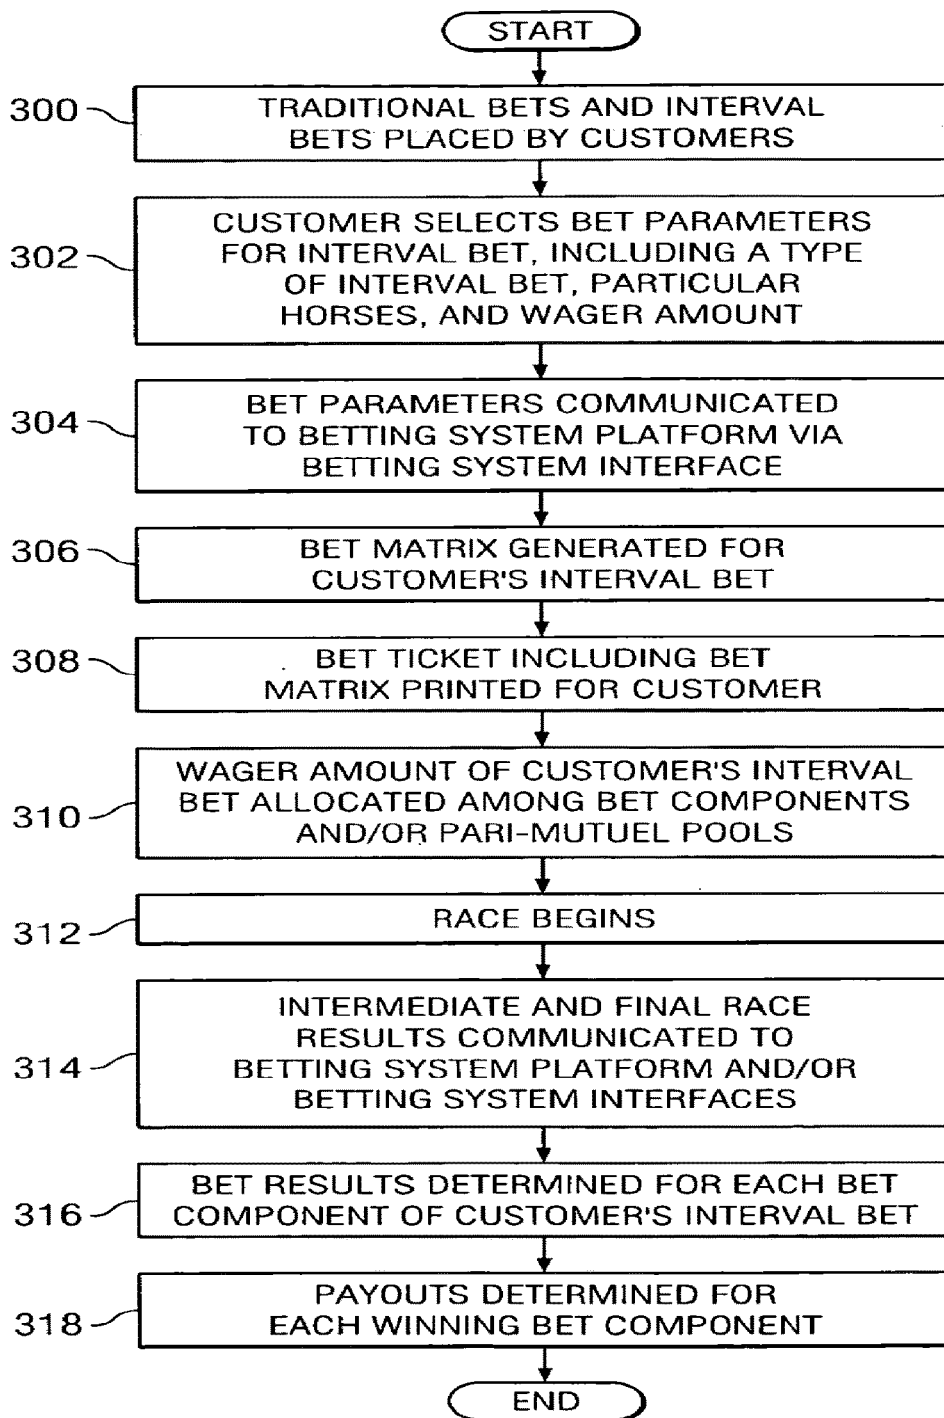 START
300
TRADITIONAL BETS AND INTERVAL
BETS PLACED BY CUSTOMERS
302
CUSTOMER SELECTS BET PARAMETERS
FOR INTERVAL BET, INCLUDING A TYPE
OF INTERVAL BET, PARTICULAR
HORSES, AND WAGER AMOUNT
304
BET PARAMETERS COMMUNICATED
TO BETTING SYSTEM PLATFORM VIA
BETTING SYSTEM INTERFACE
306
BET MATRIX GENERATED FOR
CUSTOMER'S INTERVAL BET
308
BET TICKET INCLUDING BET
MATRIX PRINTED FOR CUSTOMER
310
WAGER AMOUNT OF CUSTOMER'S INTERVAL
BET ALLOCATED AMONG BET COMPONENTS
AND/OR PARI-MUTUEL POOLS
312
RACE BEGINS
314
INTERMEDIATE AND FINAL RACE
RESULTS COMMUNICATED TO
BETTING SYSTEM PLATFORM AND/OR
BETTING SYSTEM INTERFACES
316
BET RESULTS DETERMINED FOR EACH BET
COMPONENT OF CUSTOMER'S INTERVAL BET
318
PAYOUTS DETERMINED FOR
EACH WINNING BET COMPONENT
END